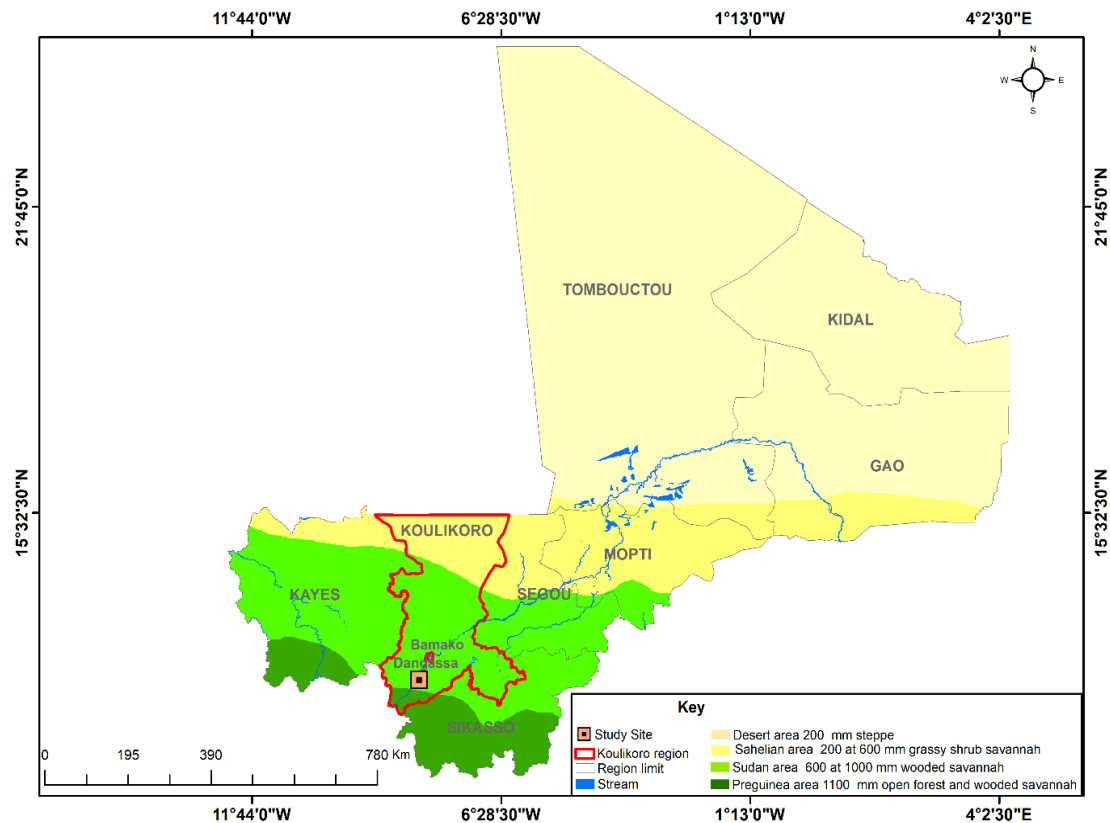 11°44'0"W 6°28'30"W 1°13'0"W 4°2'30"E
N
W E
S
21°45'0"N 21°45'0"N
TOMBOUCTOU
KIDAL
GAO
15°32'30"N 15°32'30"N
KOULIKORO
MOPTI
KAYES SEGOU
Bamako
Dangassa
SIKASSO
Key
Study Site
Koulikoro region
Region limit
Stream
Desert area 200 mm steppe
Sahelian area 200 at 600 mm grassy shrub savannah
Sudan area 600 at 1000 mm wooded savannah
Preguinea area 1100 mm open forest and wooded savannah
0 195 390 780 Km
11°44'0"W 6°28'30"W 1°13'0"W 4°2'30"E